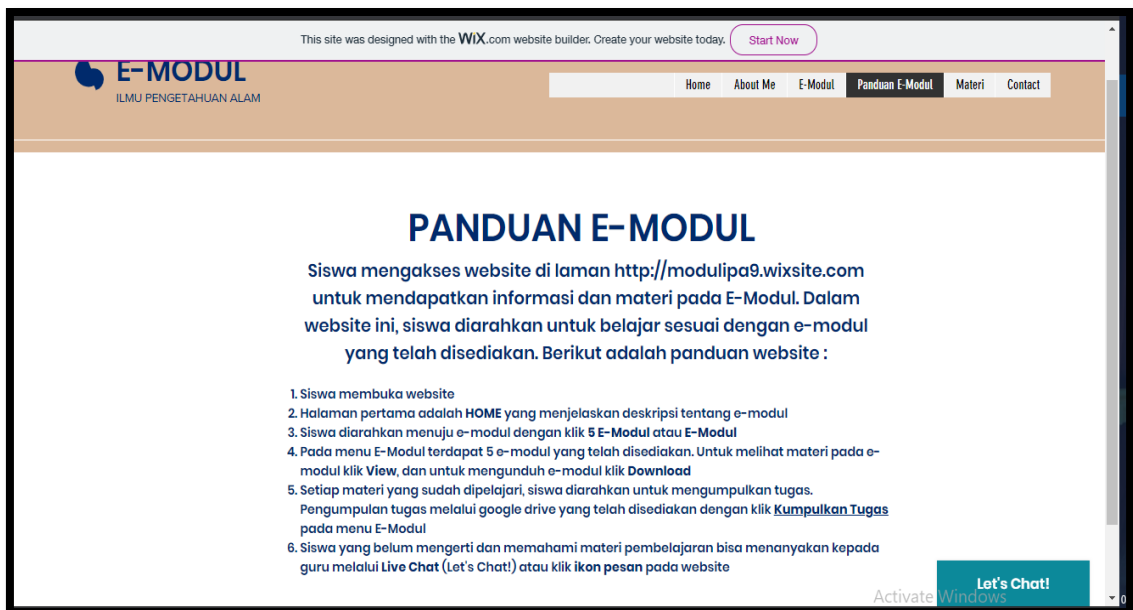 This site was designed with the WiX.com website builder. Create your website today. Start Now
E-MODUL
ILMU PENGETAHUAN ALAM
Home About Me E-Modul Panduan E-Modul Materi Contact
PANDUAN E-MODUL
Siswa mengakses website di laman http://modulipa9.wixsite.com
untuk mendapatkan informasi dan materi pada E-Modul. Dalam
website ini, siswa diarahkan untuk belajar sesuai dengan e-modul
yang telah disediakan. Berikut adalah panduan website :
1. Siswa membuka website
2. Halaman pertama adalah HOME yang menjelaskan deskripsi tentang e-modul
3. Siswa diarahkan menuju e-modul dengan klik 5 E-Modul atau E-Modul
4. Pada menu E-Modul terdapat 5 e-modul yang telah disediakan. Untuk melihat materi pada e-
modul klik View, dan untuk mengunduh e-modul klik Download
5. Setiap materi yang sudah dipelajari, siswa diarahkan untuk mengumpulkan tugas.
Pengumpulan tugas melalui google drive yang telah disediakan dengan klik Kumpulkan Tugas
pada menu E-Modul
6. Siswa yang belum mengerti dan memahami materi pembelajaran bisa menanyakan kepada
guru melalui Live Chat (Let's Chat!) atau klik ikon pesan pada website
Let's Chat!
Activate Windows